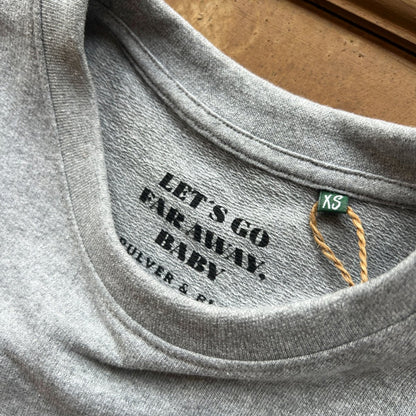 LET'S GO
FAR AWAY,
BABY
&
XS